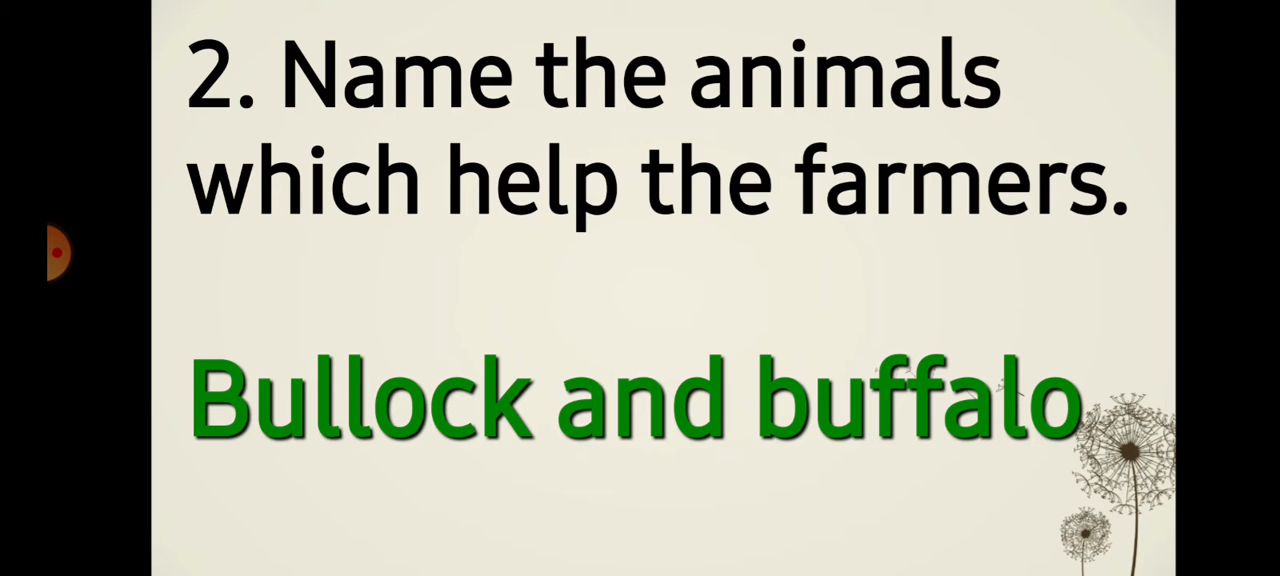 2. Name the animals
which help the farmers.
Bullock and buffalo